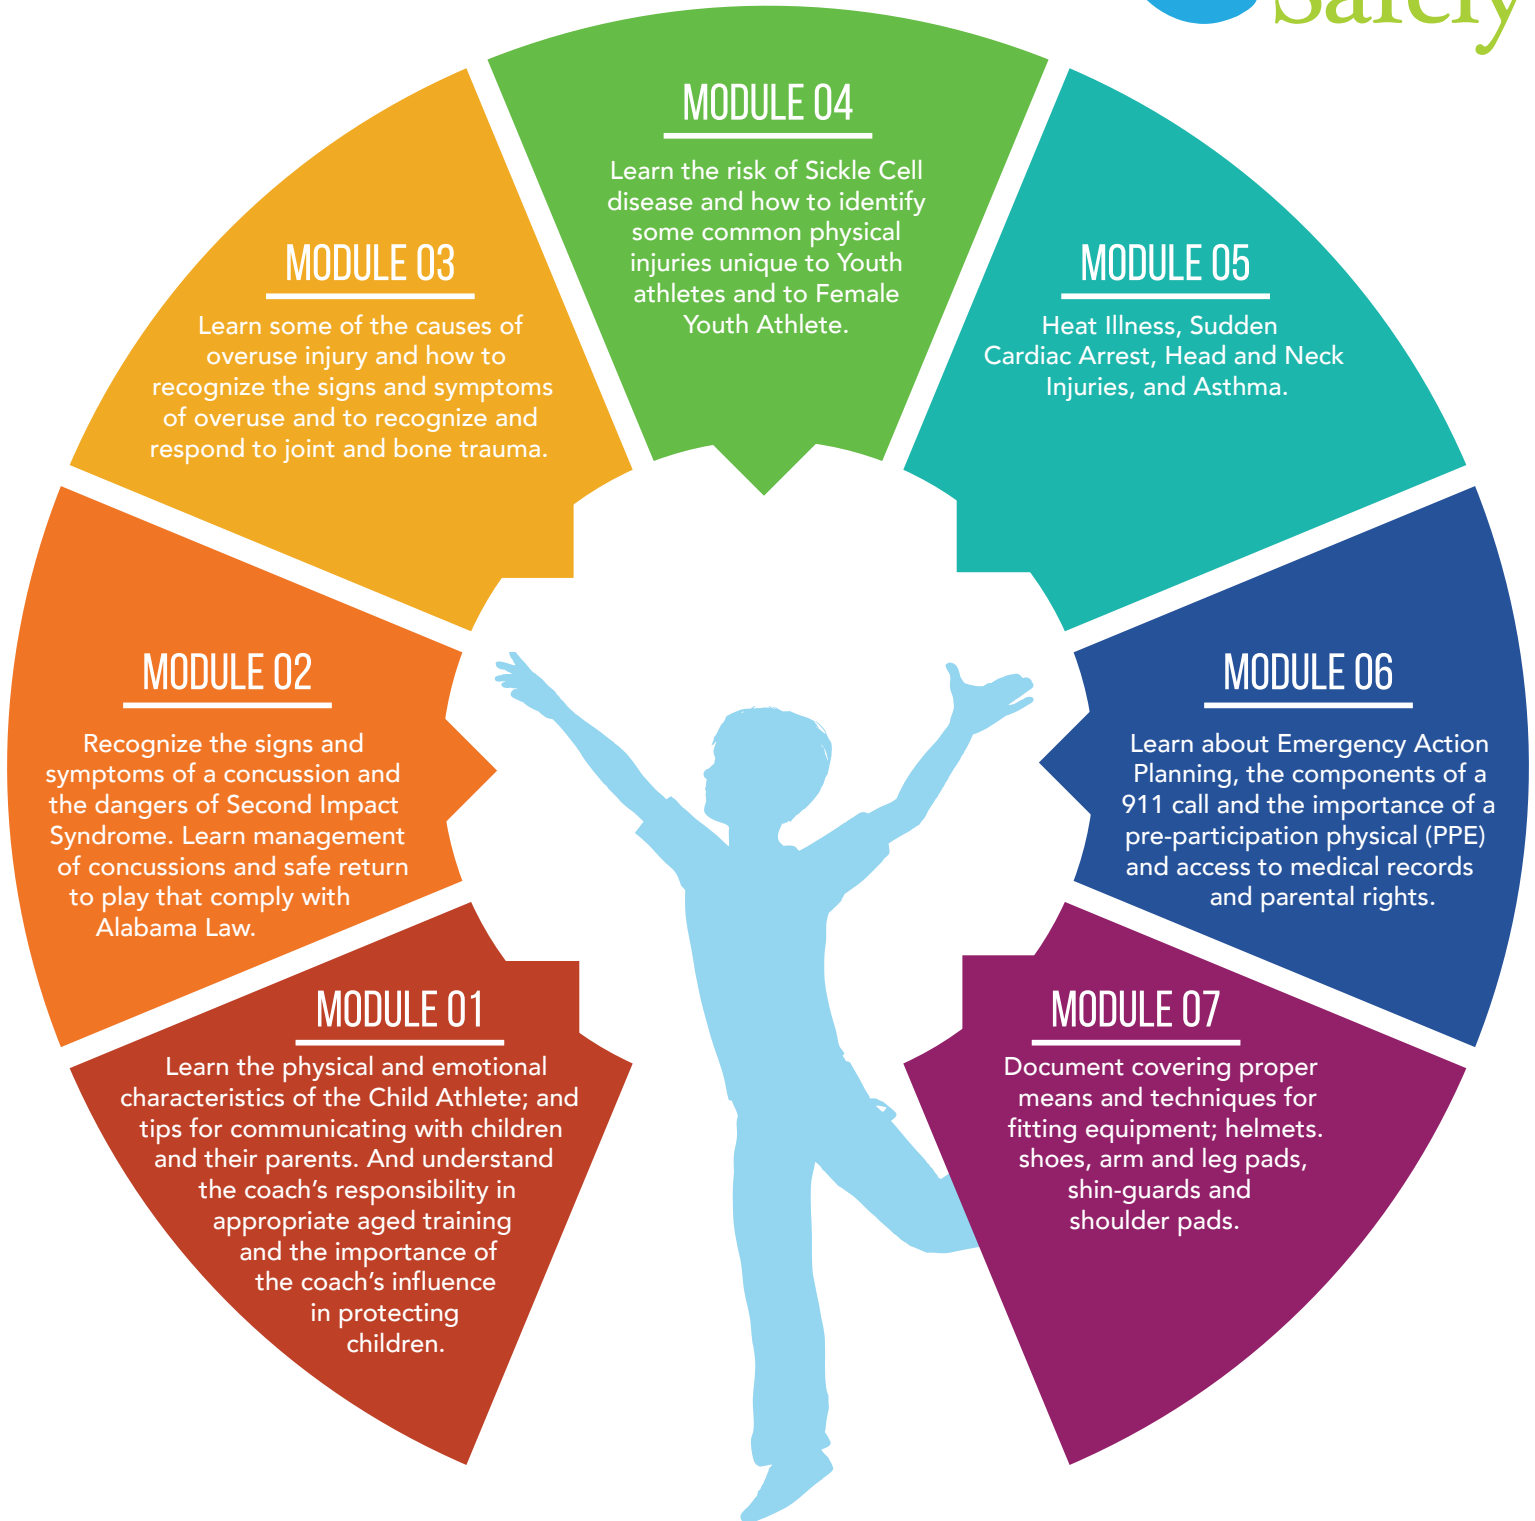 Safely
MODULE 04
Learn the risk of Sickle Cell
disease and how to identify
some common physical
injuries unique to Youth
athletes and to Female
Youth Athlete.
MODULE 03
Learn some of the causes of
overuse injury and how to
recognize the signs and symptoms
of overuse and to recognize and
respond to joint and bone trauma.
MODULE 05
Heat Illness, Sudden
Cardiac Arrest, Head and Neck
Injuries, and Asthma.
MODULE 02
Recognize the signs and
symptoms of a concussion and
the dangers of Second Impact
Syndrome. Learn management
of concussions and safe return
to play that comply with
Alabama Law.
MODULE 06
Learn about Emergency Action
Planning, the components of a
911 call and the importance of a
pre-participation physical (PPE)
and access to medical records
and parental rights.
MODULE 01
Learn the physical and emotional
characteristics of the Child Athlete; and
tips for communicating with children
and their parents. And understand
the coach's responsibility in
appropriate aged training
and the importance of
the coach's influence
in protecting
children.
MODULE 07
Document covering proper
means and techniques for
fitting equipment; helmets.
shoes, arm and leg pads,
shin-guards and
shoulder pads.